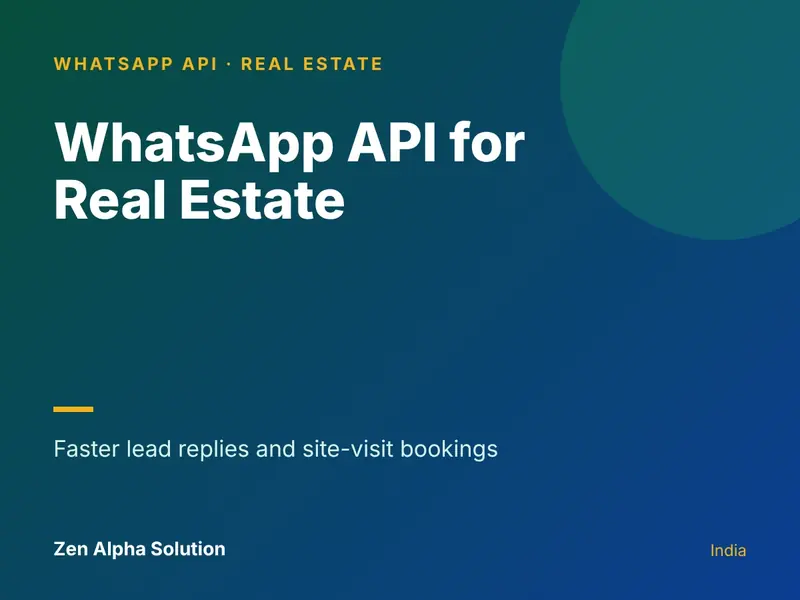 WHATSAPP API · REAL ESTATE
WhatsApp API for
Real Estate
Faster lead replies and site-visit bookings
Zen Alpha Solution
India